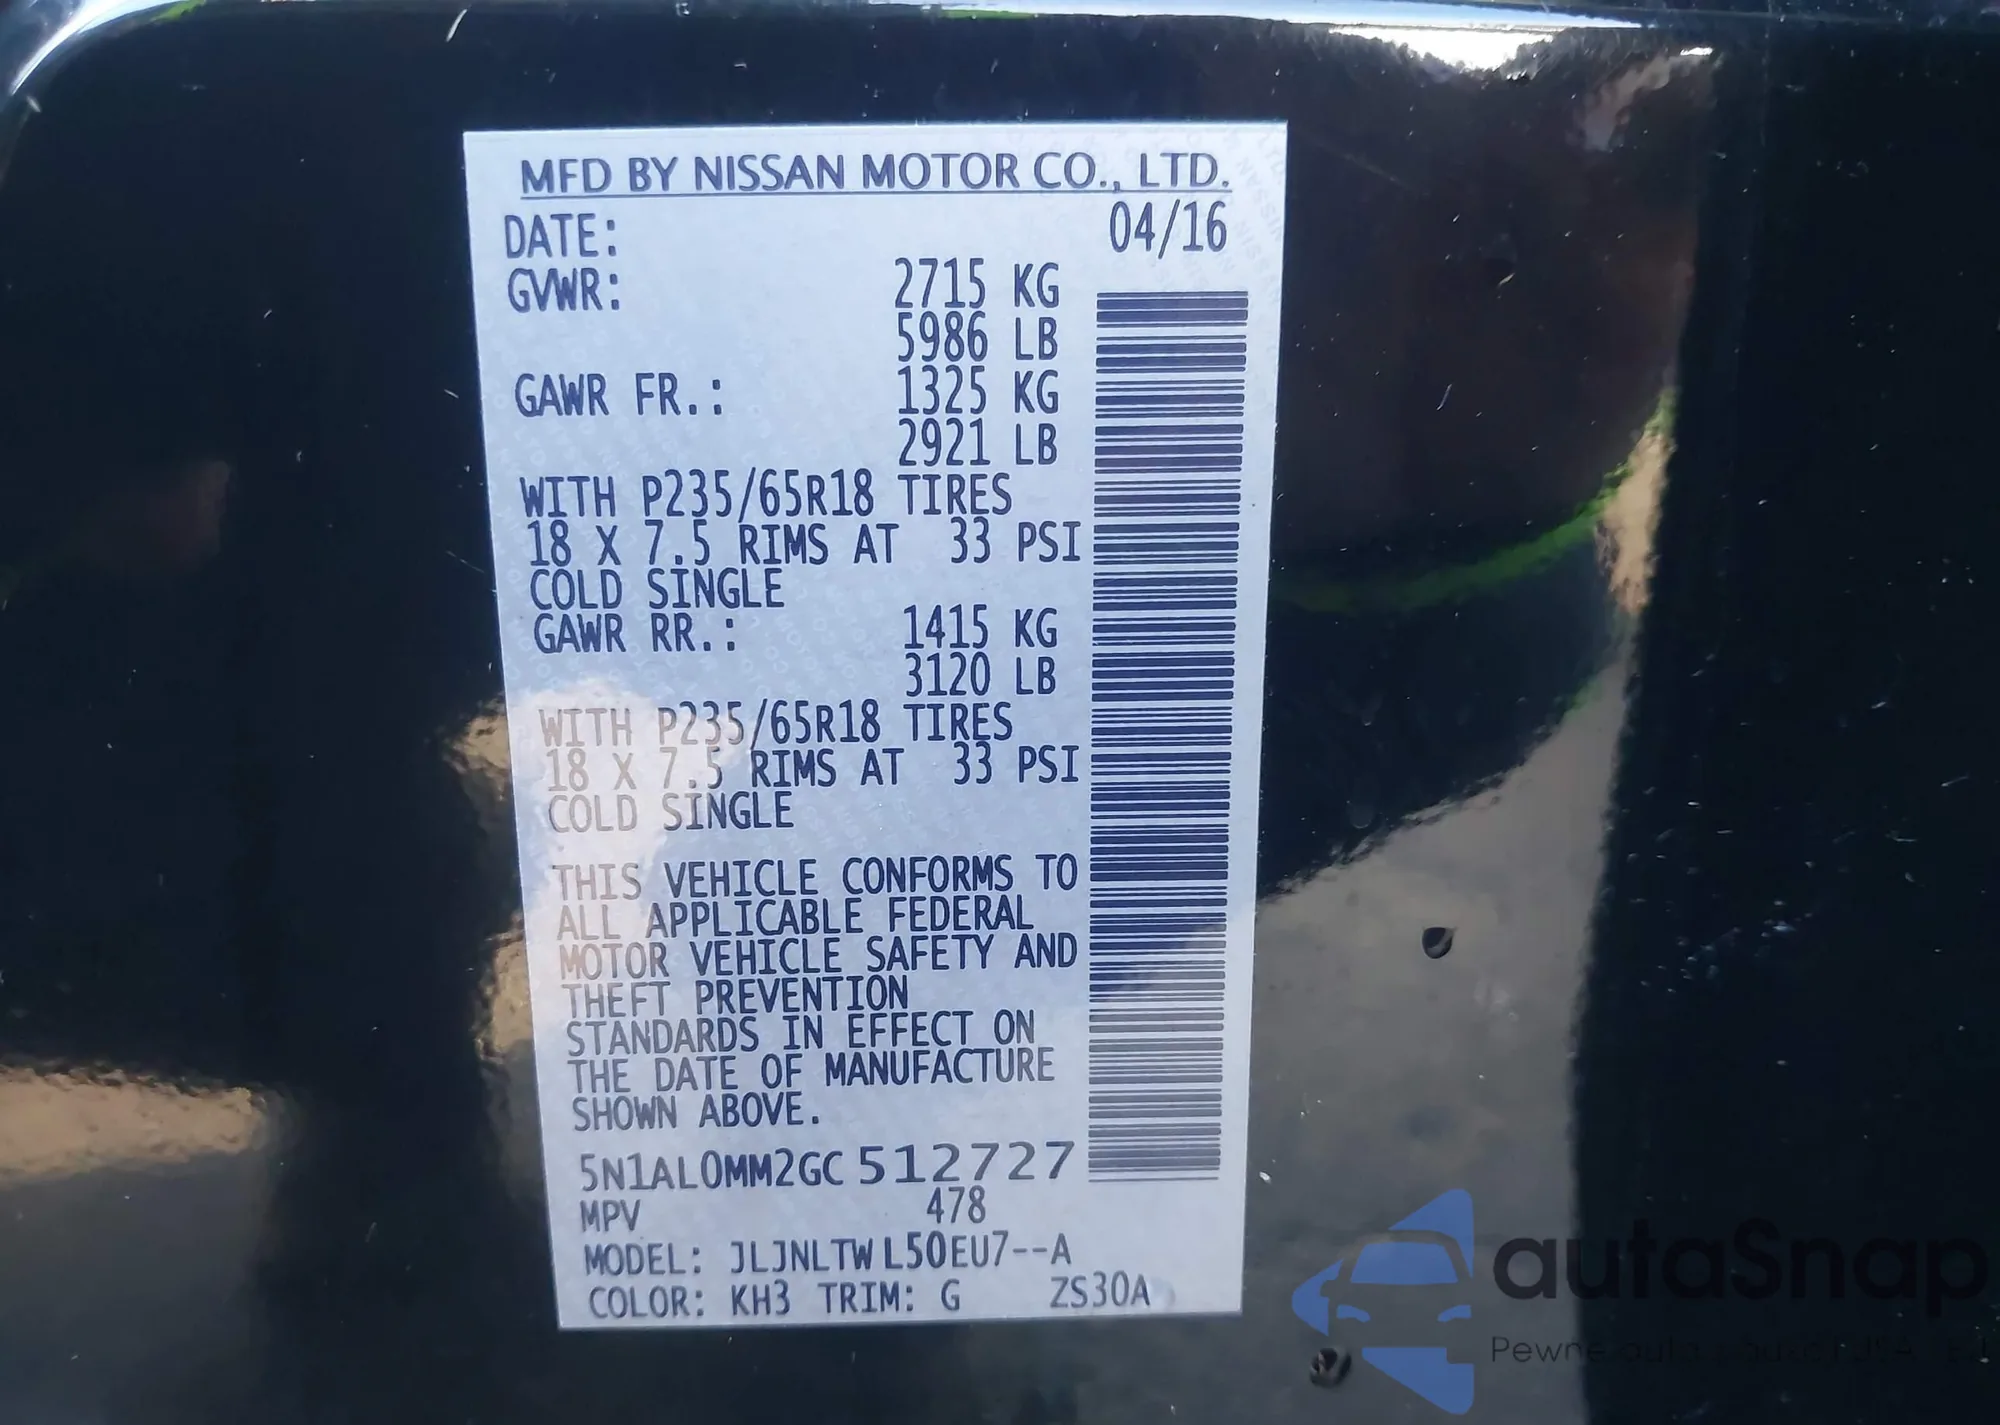 MFD BY NISSAN MOTOR CO., LTD.
DATE: 04/16
GVWR: 2715 KG
5986 LB
GAWR FR.: 1325 KG
2921 LB
WITH P235/65R18 TIRES
18 X 7.5 RIMS AT 33 PSI
COLD SINGLE
GAWR RR.: 1415 KG
3120 LB
WITH P235/65R18 TIRES
18 X 7.5 RIMS AT 33 PSI
COLD SINGLE
THIS VEHICLE CONFORMS TO
ALL APPLICABLE FEDERAL
MOTOR VEHICLE SAFETY AND
THEFT PREVENTION
STANDARDS IN EFFECT ON
THE DATE OF MANUFACTURE
SHOWN ABOVE.
5N1AL0MM2GC512727
MPV 478
MODEL: JLJNLTWL50EU7--A
COLOR: KH3 TRIM: G ZS30A
autaSnap
Pewne auta z